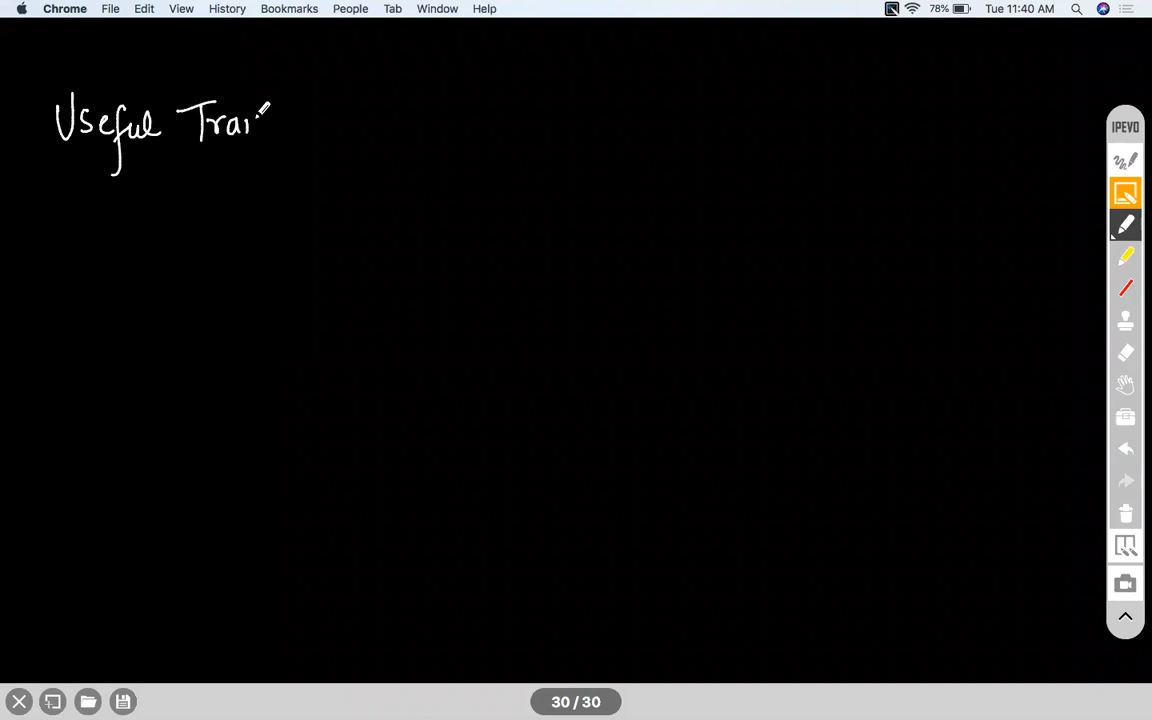 Chrome File Edit View History Bookmarks People Tab Window Help 78% Tue 11:40 AM
Useful Trai
IPEVO
30 / 30